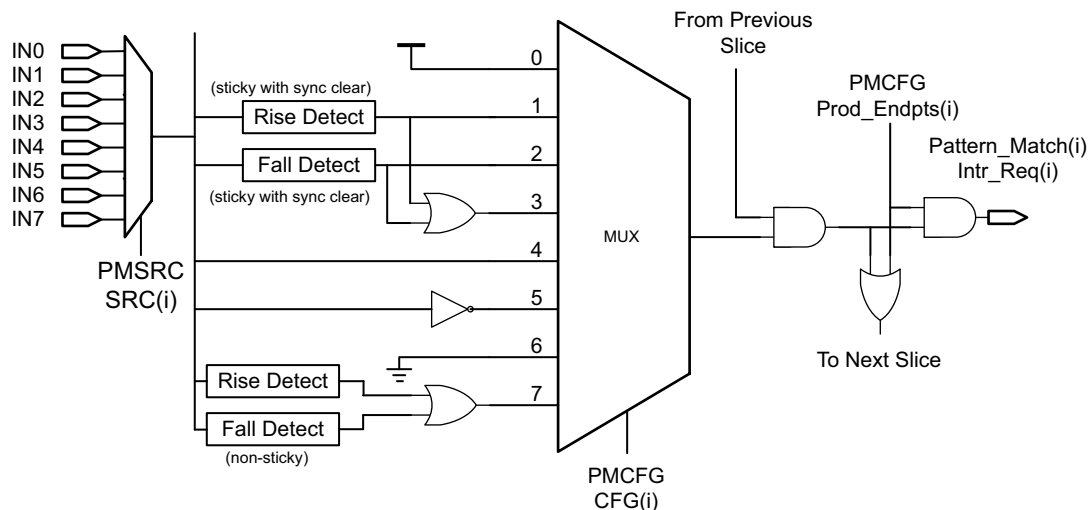 From Previous
Slice
IN0
IN1
IN2
IN3
IN4
IN5
IN6
IN7
PMSRC
SRC(i)
(sticky with sync clear)
Rise Detect
Fall Detect
(sticky with sync clear)
Rise Detect
Fall Detect
(non-sticky)
0
1
2
3
4
5
6
7
MUX
PMCFG
CFG(i)
PMCFG
Prod_Endpts(i)
Pattern_Match(i)
Intr_Req(i)
To Next Slice